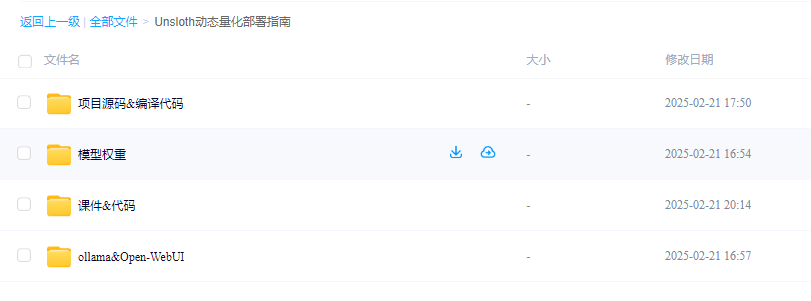 返回上一级 | 全部文件 > Unsloth动态量化部署指南
文件名 大小 修改日期
项目源码&编译代码 - 2025-02-21 17:50
模型权重 - 2025-02-21 16:54
课件&代码 - 2025-02-21 20:14
ollama&Open-WebUI - 2025-02-21 16:57